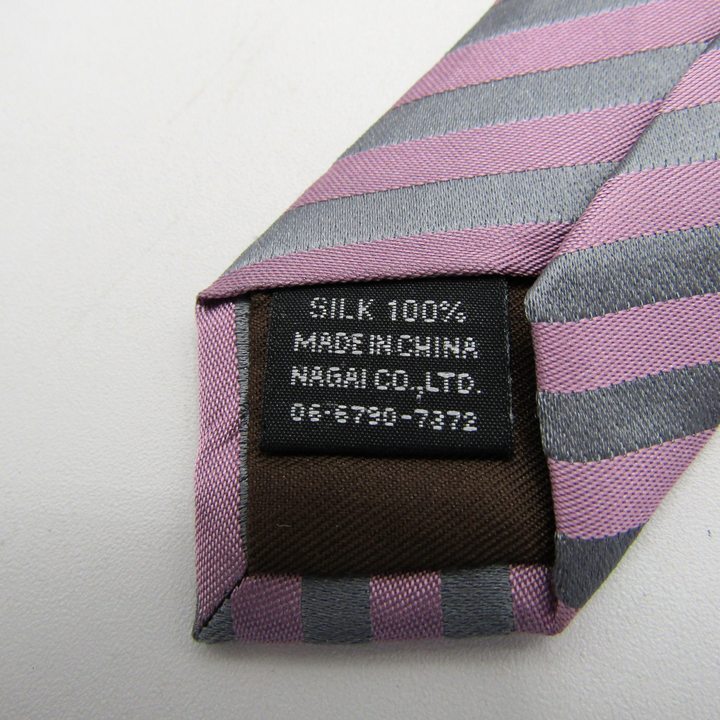 SILK 100%
MADE IN CHINA
NAGAI CO.,LTD.
06-6790-7372